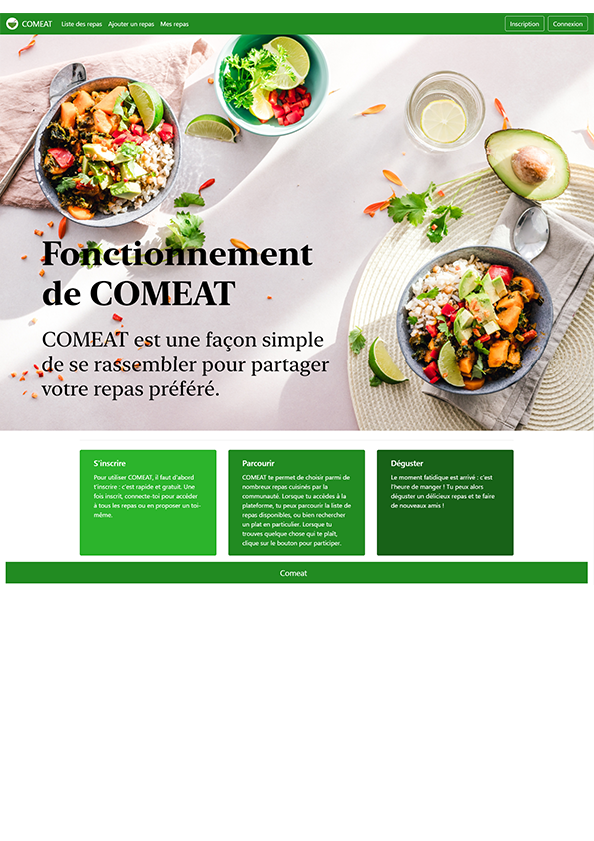 COMEAT Liste des repas Ajouter un repas Mes repas Inscription Connexion
Fonctionnement
de COMEAT
COMEAT est une façon simple
de se rassembler pour partager
votre repas préféré.
S'inscrire
Pour utiliser COMEAT, il faut d'abord
t'inscrire : c'est rapide et gratuit. Une
fois inscrit, connecte-toi pour accéder
à tous les repas ou en proposer un toi-
même.
Parcourir
COMEAT te permet de choisir parmi de
nombreux repas cuisinés par la
communauté. Lorsque tu accèdes à la
plateforme, tu peux parcourir la liste de
repas disponibles, ou bien rechercher
un plat en particulier. Lorsque tu
trouves quelque chose qui te plaît,
clique sur le bouton pour participer.
Déguster
Le moment fatidique est arrivé : c'est
l'heure de manger ! Tu peux alors
déguster un délicieux repas et te faire
de nouveaux amis !
Comeat